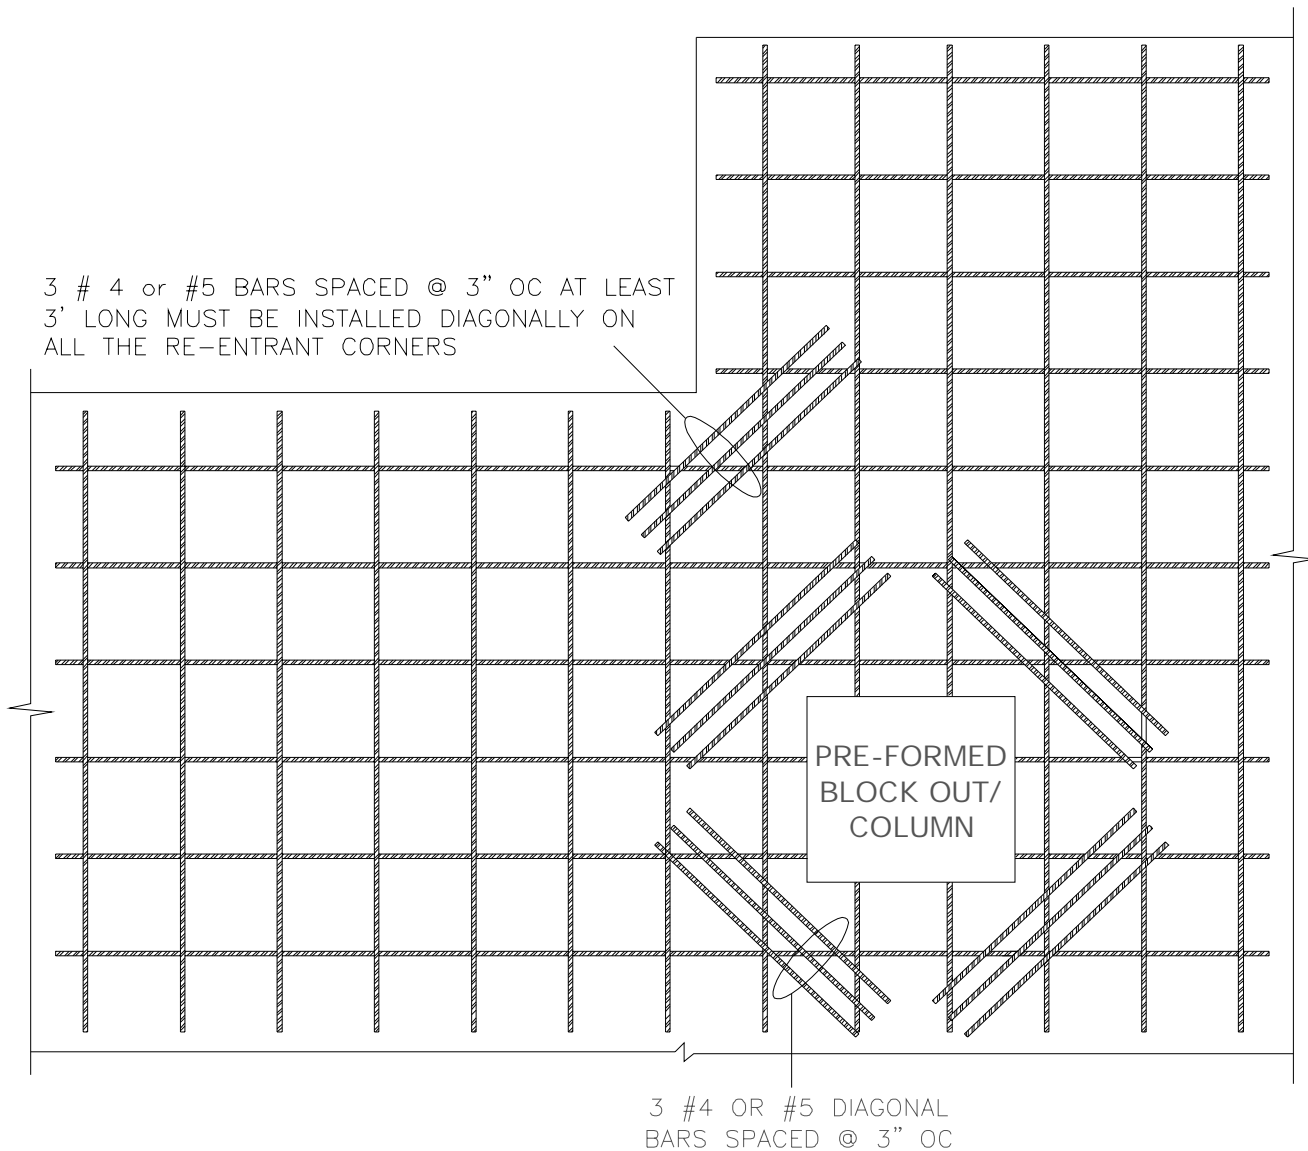 3 # 4 or #5 BARS SPACED @ 3” OC AT LEAST
3’ LONG MUST BE INSTALLED DIAGONALLY ON
ALL THE RE–ENTRANT CORNERS
PRE-FORMED
BLOCK OUT/
COLUMN
3 #4 OR #5 DIAGONAL
BARS SPACED @ 3” OC